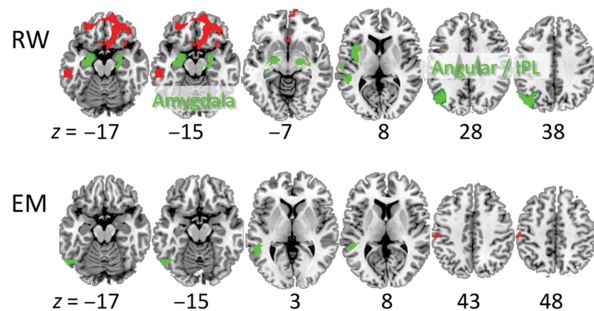 RW
Amygdala
Angular / IPL
z = −17 −15 −7 8 28 38
EM
z = −17 −15 3 8 43 48